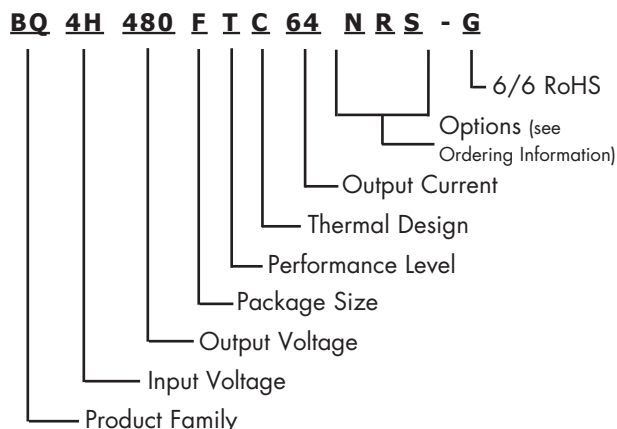 BQ 4H 480 F T C 64 N R S - G
6/6 RoHS
Options (see
Ordering Information)
Output Current
Thermal Design
Performance Level
Package Size
Output Voltage
Input Voltage
Product Family